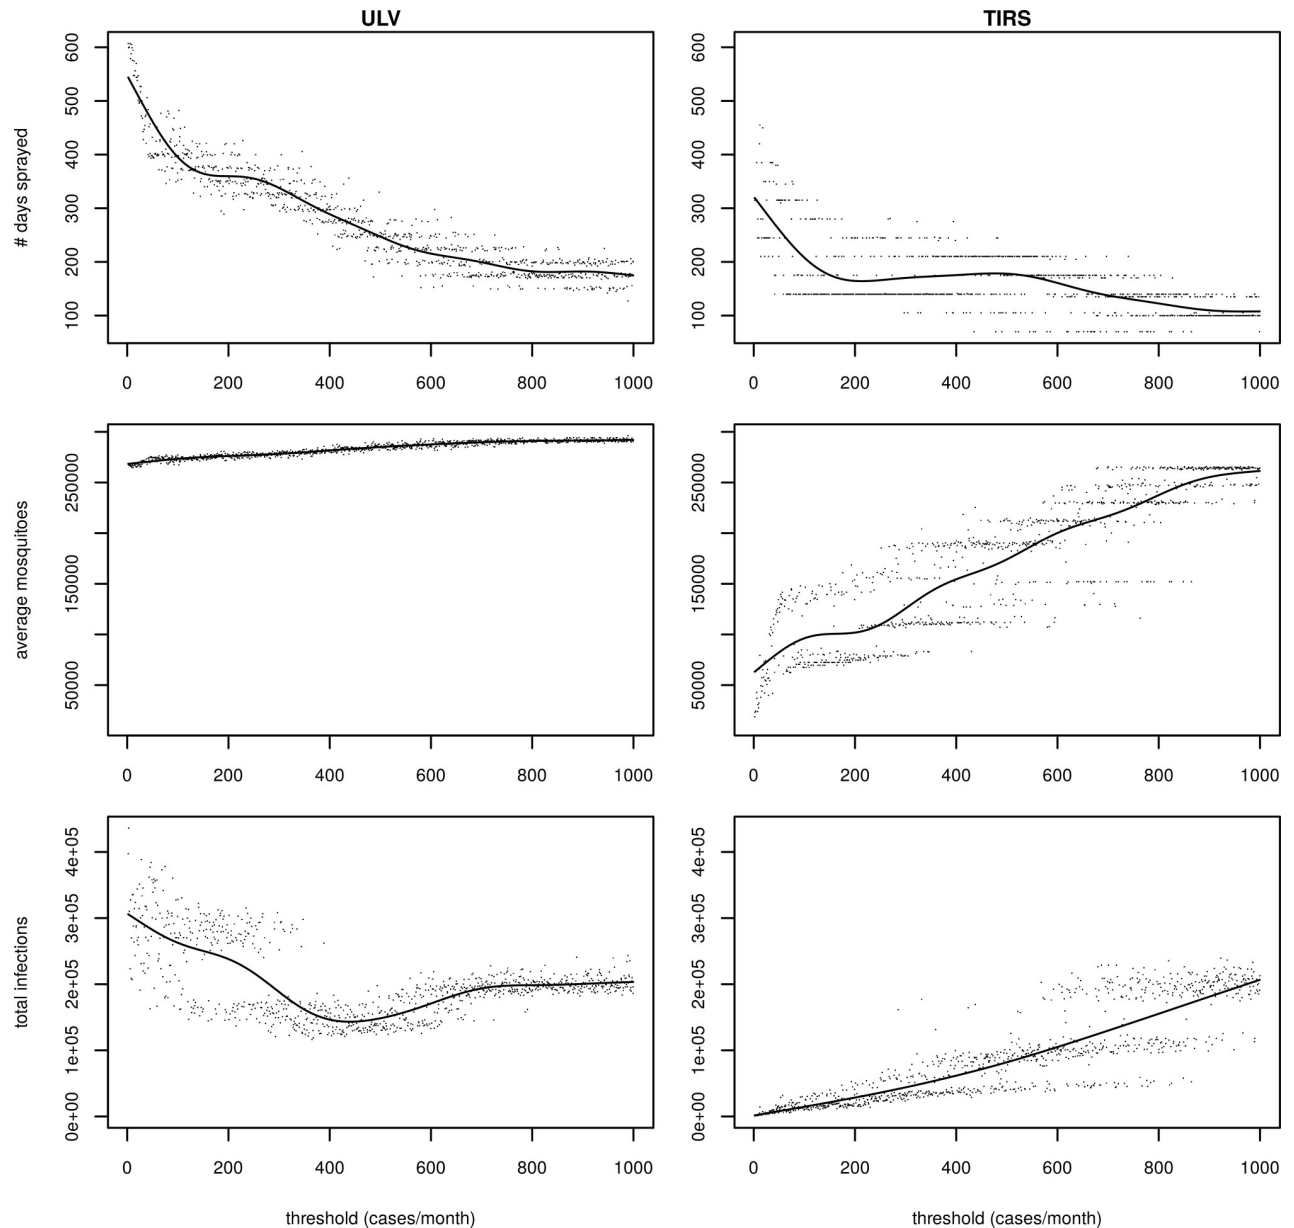 ULV
TIRS
# days sprayed
100 200 300 400 500 600
0 200 400 600 800 1000
100 200 300 400 500 600
0 200 400 600 800 1000
average mosquitoes
50000 150000 250000
0 200 400 600 800 1000
50000 150000 250000
0 200 400 600 800 1000
total infections
0e+00 1e+05 2e+05 3e+05 4e+05
0 200 400 600 800 1000
0e+00 1e+05 2e+05 3e+05 4e+05
0 200 400 600 800 1000
threshold (cases/month)
threshold (cases/month)